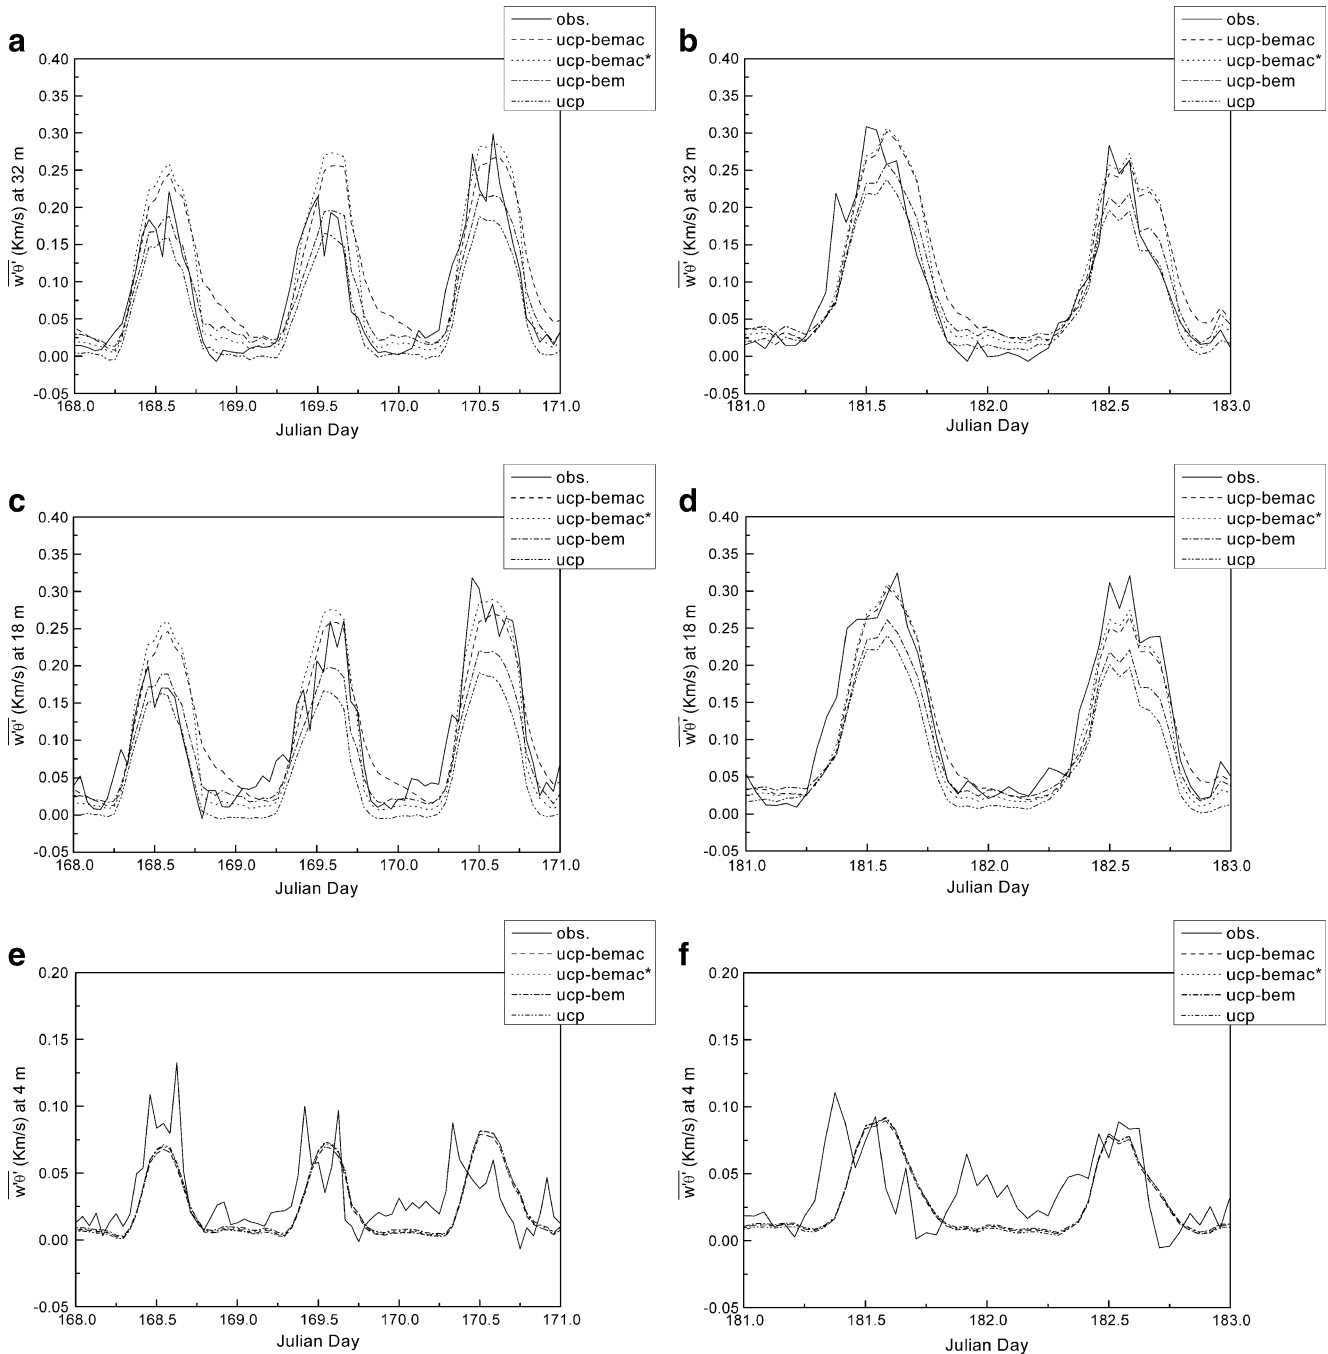 a
obs.
ucp-bemac
ucp-bemac*
ucp-bem
ucp
0.40
0.35
0.30
0.25
0.20
0.15
0.10
0.05
0.00
-0.05
w'θ' (Km/s) at 32 m
168.0 168.5 169.0 169.5 170.0 170.5 171.0
Julian Day
b
obs.
ucp-bemac
ucp-bemac*
ucp-bem
ucp
0.40
0.35
0.30
0.25
0.20
0.15
0.10
0.05
0.00
-0.05
w'θ' (Km/s) at 32 m
181.0 181.5 182.0 182.5 183.0
Julian Day
c
obs.
ucp-bemac
ucp-bemac*
ucp-bem
ucp
0.40
0.35
0.30
0.25
0.20
0.15
0.10
0.05
0.00
-0.05
w'θ' (Km/s) at 18 m
168.0 168.5 169.0 169.5 170.0 170.5 171.0
Julian Day
d
obs.
ucp-bemac
ucp-bemac*
ucp-bem
ucp
0.40
0.35
0.30
0.25
0.20
0.15
0.10
0.05
0.00
-0.05
w'θ' (Km/s) at 18 m
181.0 181.5 182.0 182.5 183.0
Julian Day
e
obs.
ucp-bemac
ucp-bemac*
ucp-bem
ucp
0.20
0.15
0.10
0.05
0.00
-0.05
w'θ' (Km/s) at 4 m
168.0 168.5 169.0 169.5 170.0 170.5 171.0
Julian Day
f
obs.
ucp-bemac
ucp-bemac*
ucp-bem
ucp
0.20
0.15
0.10
0.05
0.00
-0.05
w'θ' (Km/s) at 4 m
181.0 181.5 182.0 182.5 183.0
Julian Day